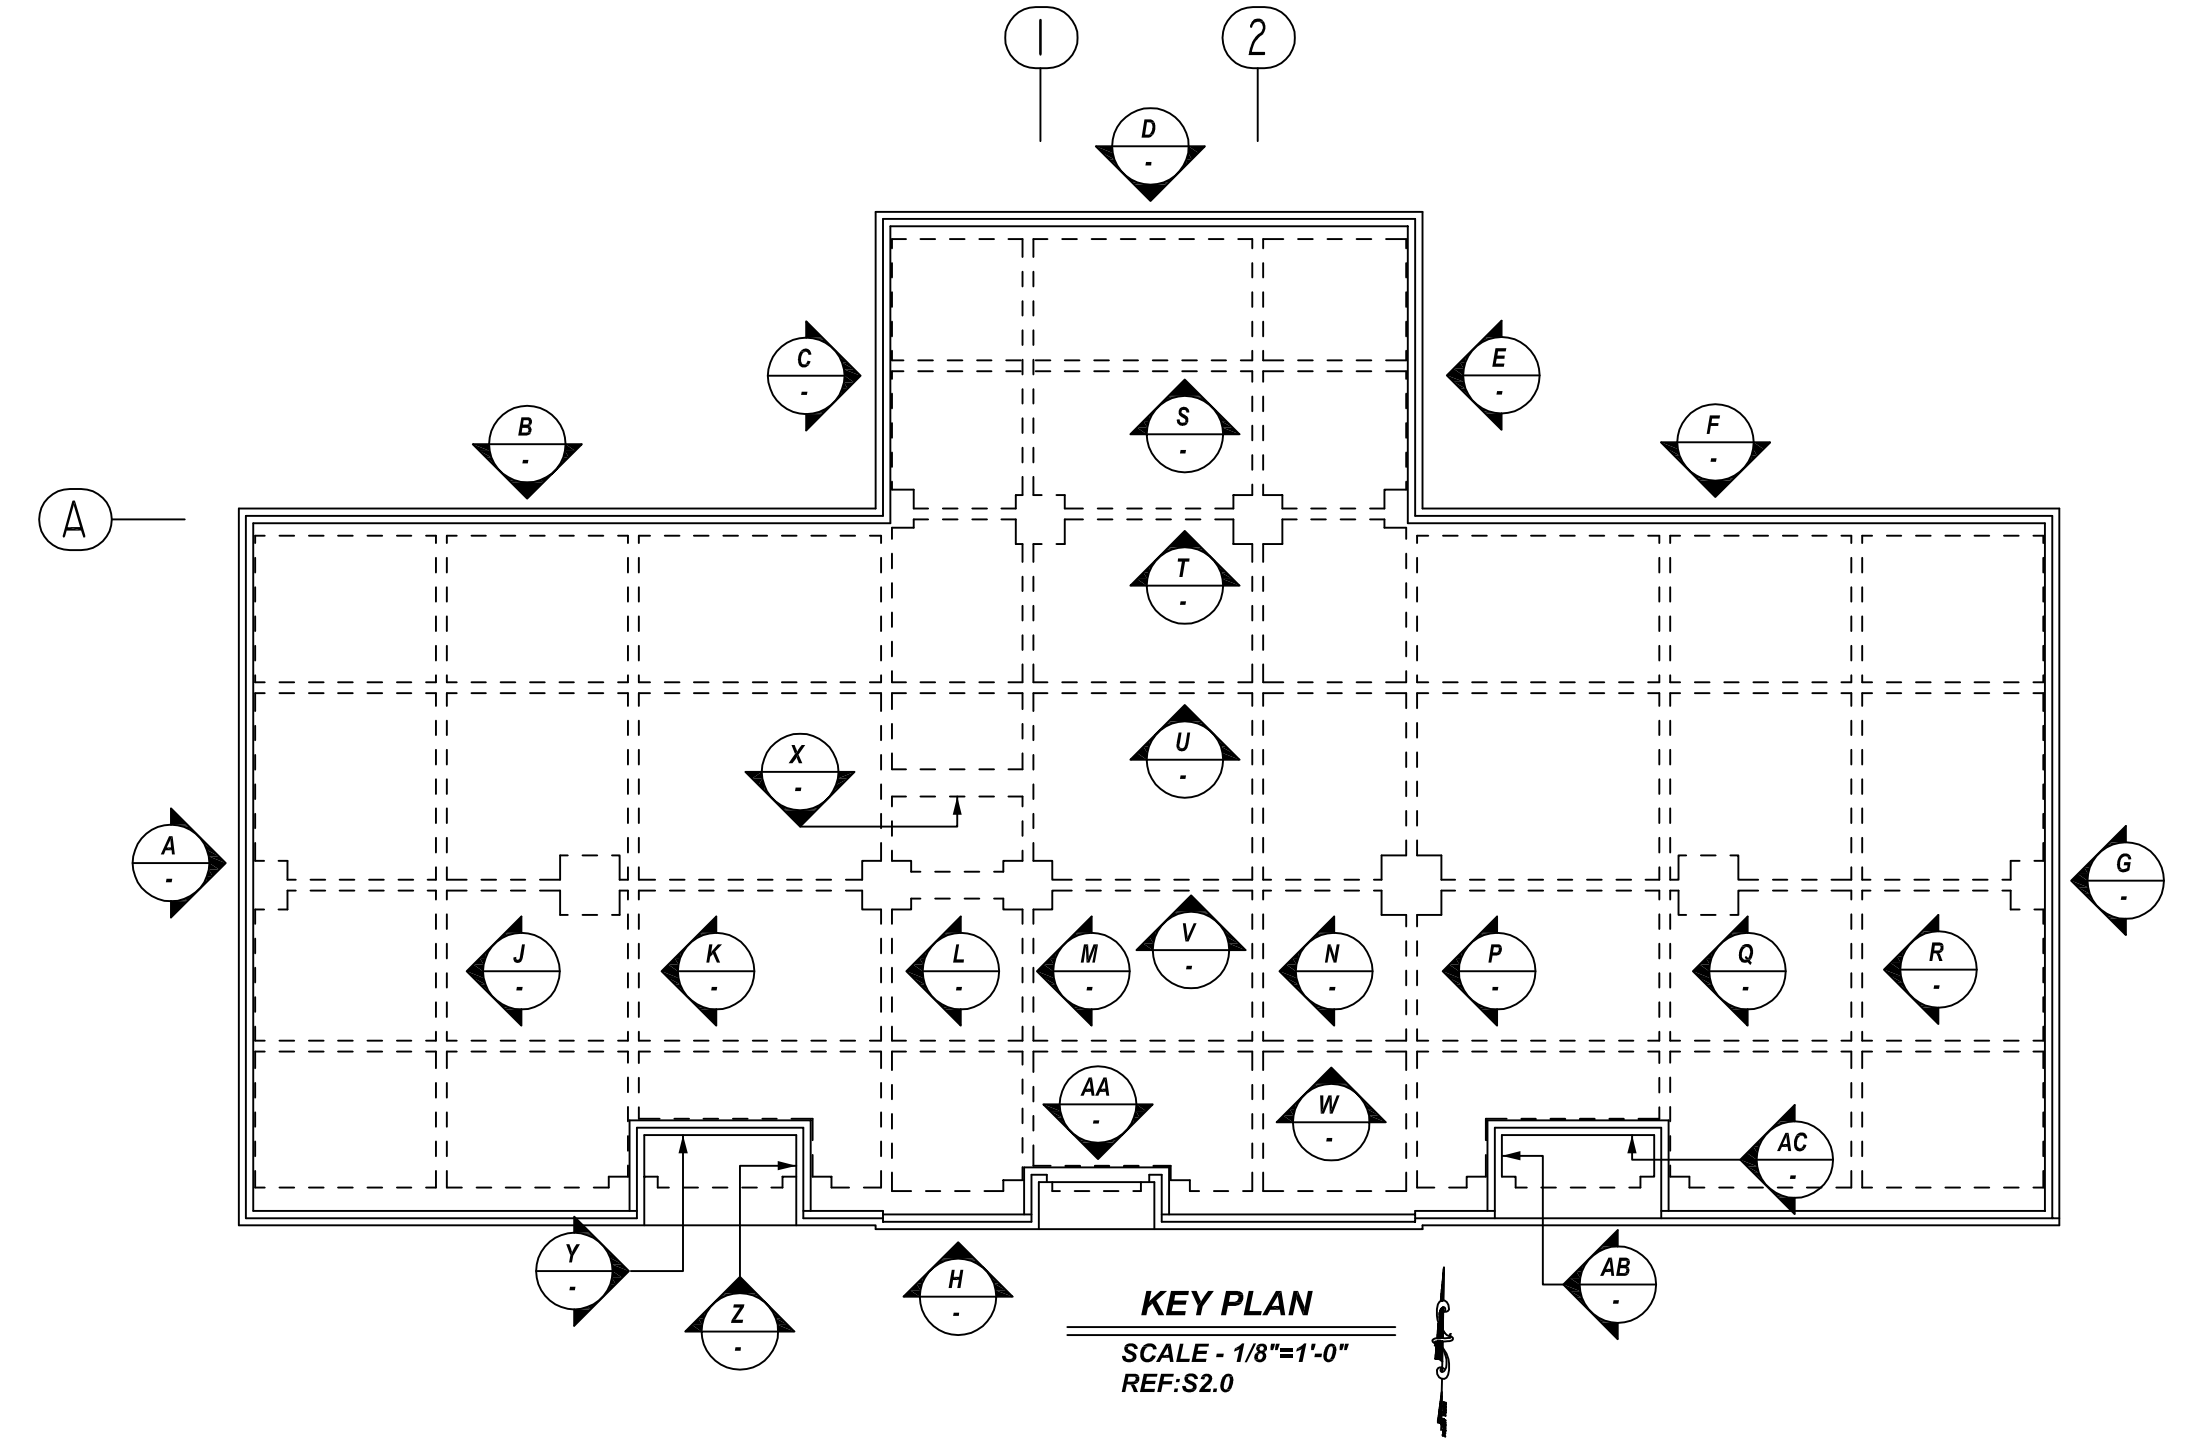 1
2
D
-
C
-
E
-
B
-
S
-
F
-
A
T
-
X
-
U
-
A
-
G
-
J
-
K
-
L
-
M
-
V
-
N
-
P
-
Q
-
R
-
AA
-
W
-
AC
-
Y
-
Z
-
H
-
AB
-
KEY PLAN
SCALE - 1/8"=1'-0"
REF:S2.0